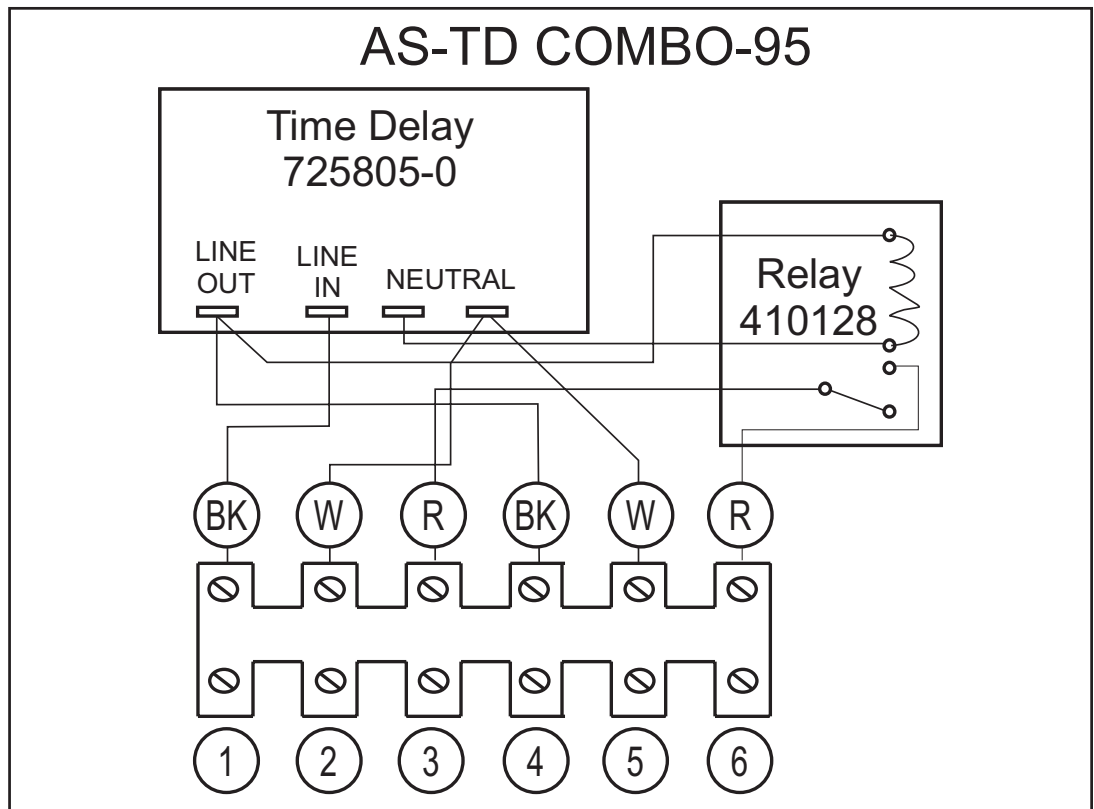 AS-TD COMBO-95
Time Delay
725805-0
LINE
OUT
LINE
IN
NEUTRAL
Relay
410128
BK W R BK W R
1 2 3 4 5 6